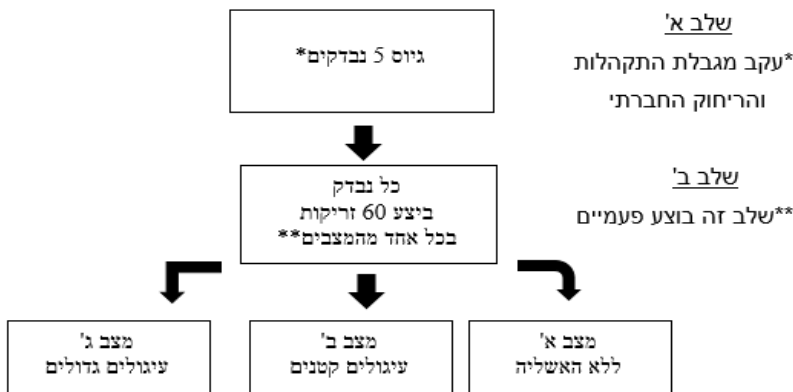 שלב א'
*עקב מגבלת התקהלות
והריחוק החברתי
גיוס 5 נבדקים*
שלב ב'
**שלב זה בוצע פעמיים
כל נבדק
ביצע 60 זריקות
בכל אחד מהמצבים**
מצב א'
ללא האשליה
מצב ב'
עיגולים קטנים
מצב ג'
עיגולים גדולים